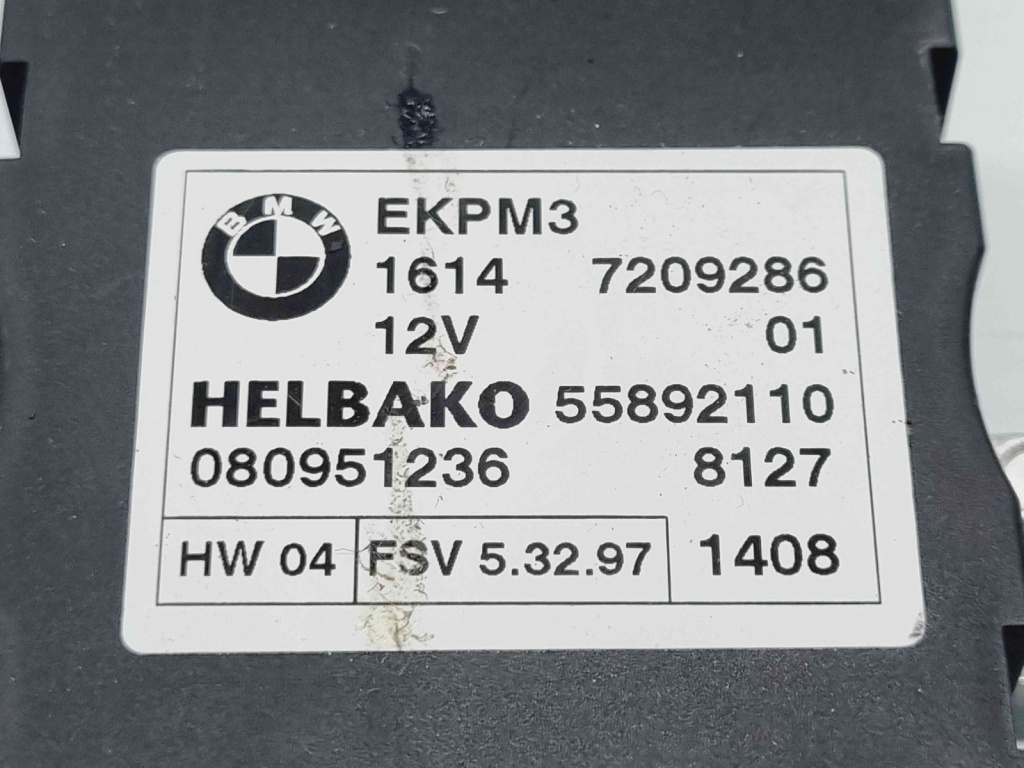 BMW
EKPM3
1614 7209286
12V 01
HELBAKO 55892110
080951236 8127
HW 04 FSV 5.32.97 1408